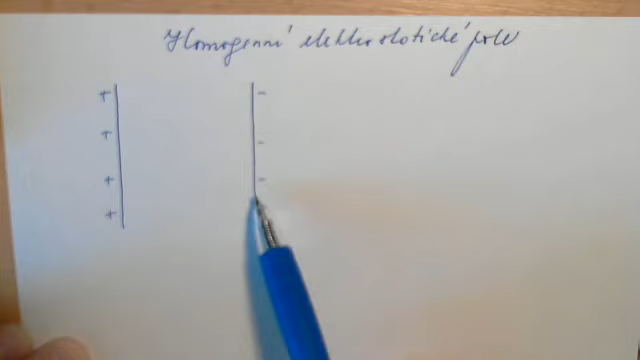 Homogenní elektrostatické pole
+ -
+ -
+ -
+